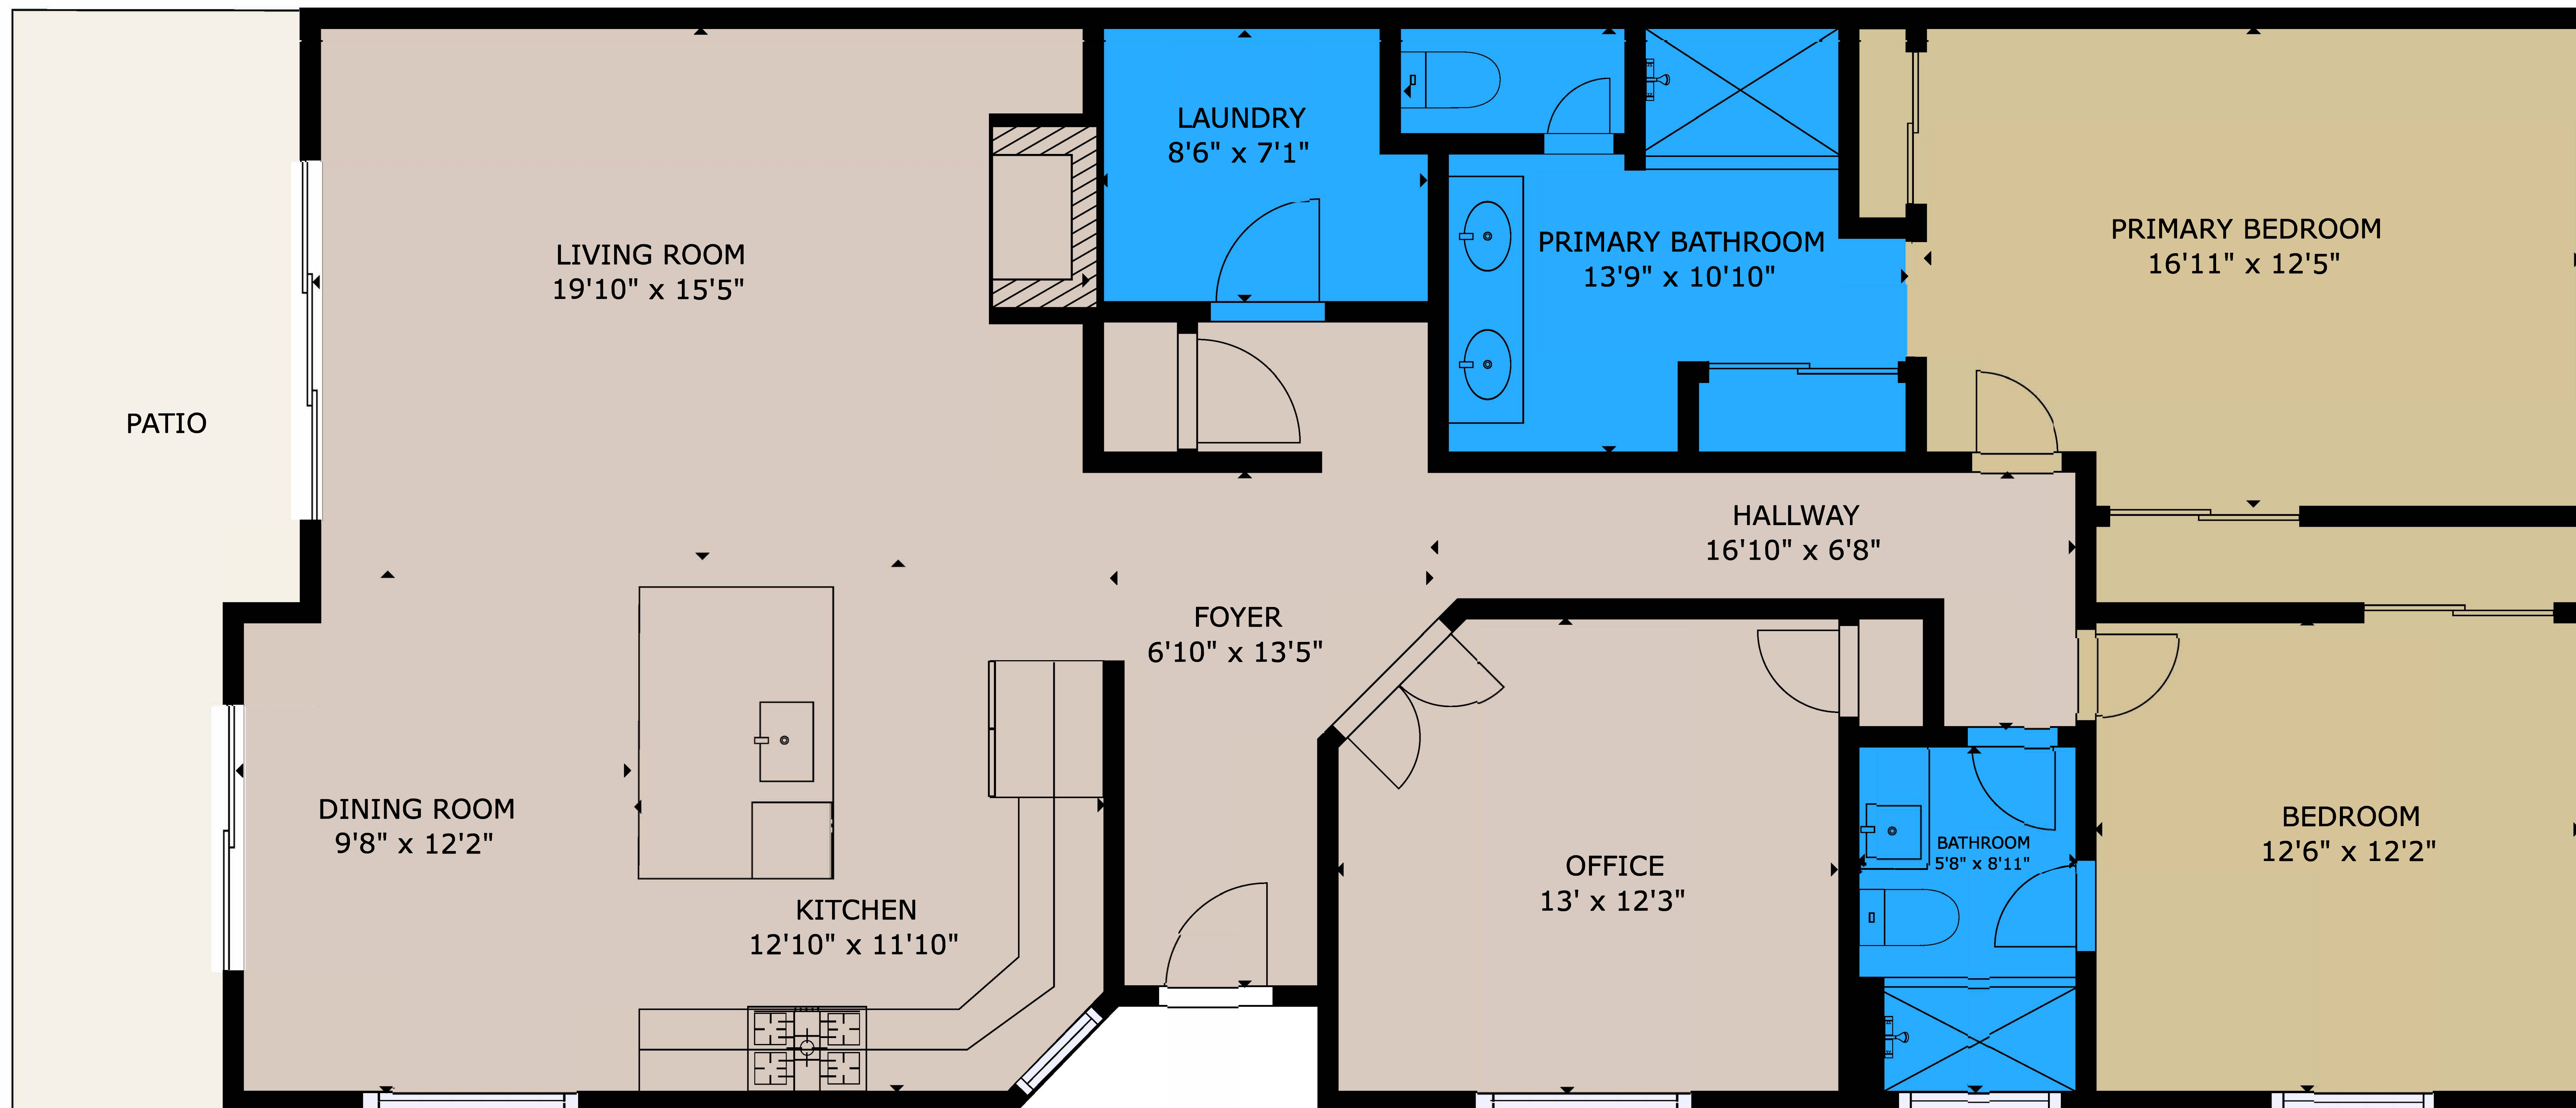 LAUNDRY
8'6" x 7'1"
PRIMARY BEDROOM
16'11" x 12'5"
PRIMARY BATHROOM
13'9" x 10'10"
LIVING ROOM
19'10" x 15'5"
PATIO
HALLWAY
16'10" x 6'8"
FOYER
6'10" x 13'5"
DINING ROOM
9'8" x 12'2"
BEDROOM
12'6" x 12'2"
BATHROOM
5'8" x 8'11"
OFFICE
13' x 12'3"
KITCHEN
12'10" x 11'10"